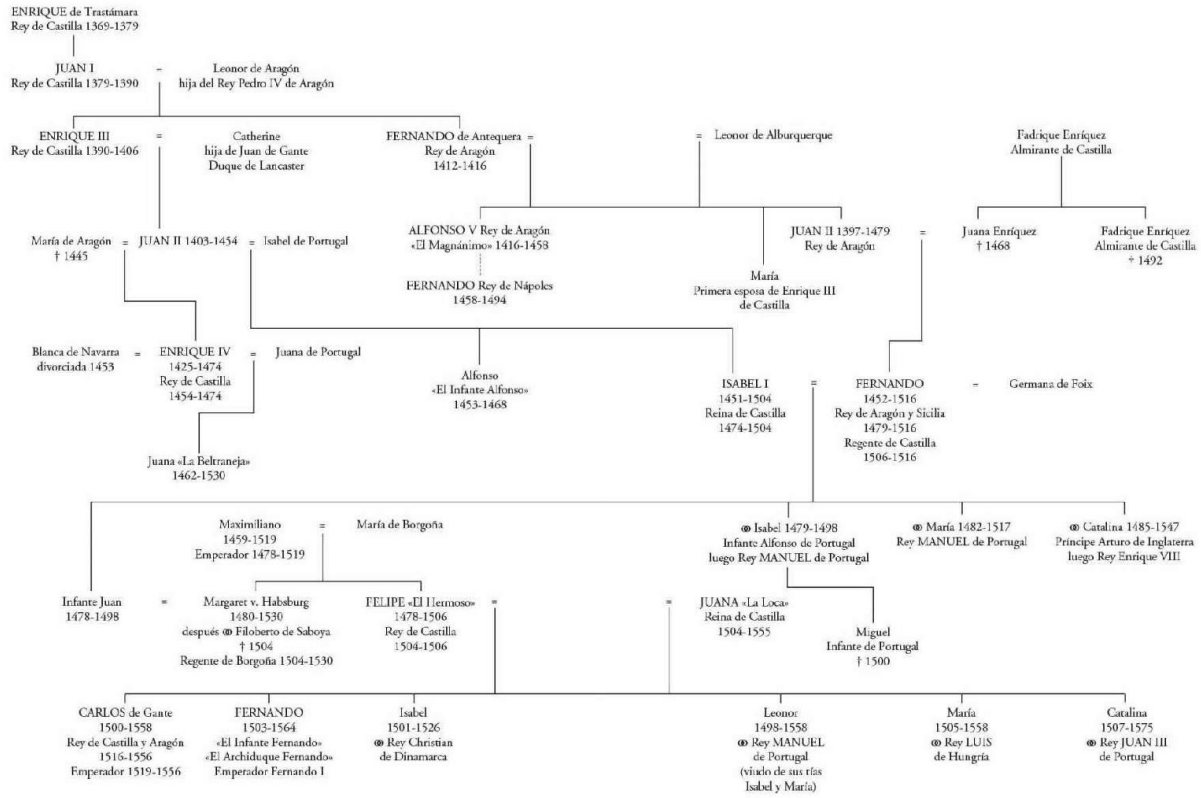 ENRIQUE de Trastámara
Rey de Castilla 1369-1379
JUAN I
Rey de Castilla 1379-1390
=
Leonor de Aragón
hija del Rey Pedro IV de Aragón
ENRIQUE III
Rey de Castilla 1390-1406
=
Catherine
hija de Juan de Gante
Duque de Lancaster
FERNANDO de Antequera
Rey de Aragón
1412-1416
=
= Leonor de Alburquerque
Fadrique Enríquez
Almirante de Castilla
María de Aragón
† 1445
=
JUAN II 1403-1454
=
Isabel de Portugal
ALFONSO V Rey de Aragón
«El Magnánimo» 1416-1458
FERNANDO Rey de Nápoles
1458-1494
María
Primera esposa de Enrique III
de Castilla
JUAN II 1397-1479
Rey de Aragón
=
Juana Enríquez
† 1468
Fadrique Enríquez
Almirante de Castilla
† 1492
Blanca de Navarra
divorciada 1453
=
ENRIQUE IV
1425-1474
Rey de Castilla
1454-1474
=
Juana de Portugal
Alfonso
«El Infante Alfonso»
1453-1468
ISABEL I
1451-1504
Reina de Castilla
1474-1504
=
FERNANDO
1452-1516
Rey de Aragón y Sicilia
1479-1516
Regente de Castilla
1506-1516
=
Germana de Foix
Juana «La Beltraneja»
1462-1530
Maximiliano
1459-1519
Emperador 1478-1519
=
María de Borgoña
⚭ Isabel 1479-1498
Infante Alfonso de Portugal
luego Rey MANUEL de Portugal
⚭ María 1482-1517
Rey MANUEL de Portugal
⚭ Catalina 1485-1547
Príncipe Arturo de Inglaterra
luego Rey Enrique VIII
Infante Juan
1478-1498
=
Margaret v. Habsburg
1480-1530
después ⚭ Filoberto de Saboya
† 1504
Regente de Borgoña 1504-1530
FELIPE «El Hermoso»
1478-1506
Rey de Castilla
1504-1506
=
=
JUANA «La Loca»
Reina de Castilla
1504-1555
Miguel
Infante de Portugal
† 1500
CARLOS de Gante
1500-1558
Rey de Castilla y Aragón
1516-1556
Emperador 1519-1556
FERNANDO
1503-1564
«El Infante Fernando»
«El Archiduque Fernando»
Emperador Fernando I
Isabel
1501-1526
⚭ Rey Christian
de Dinamarca
Leonor
1498-1558
⚭ Rey MANUEL
de Portugal
(viudo de sus tías
Isabel y María)
María
1505-1558
⚭ Rey LUIS
de Hungría
Catalina
1507-1575
⚭ Rey JUAN III
de Portugal